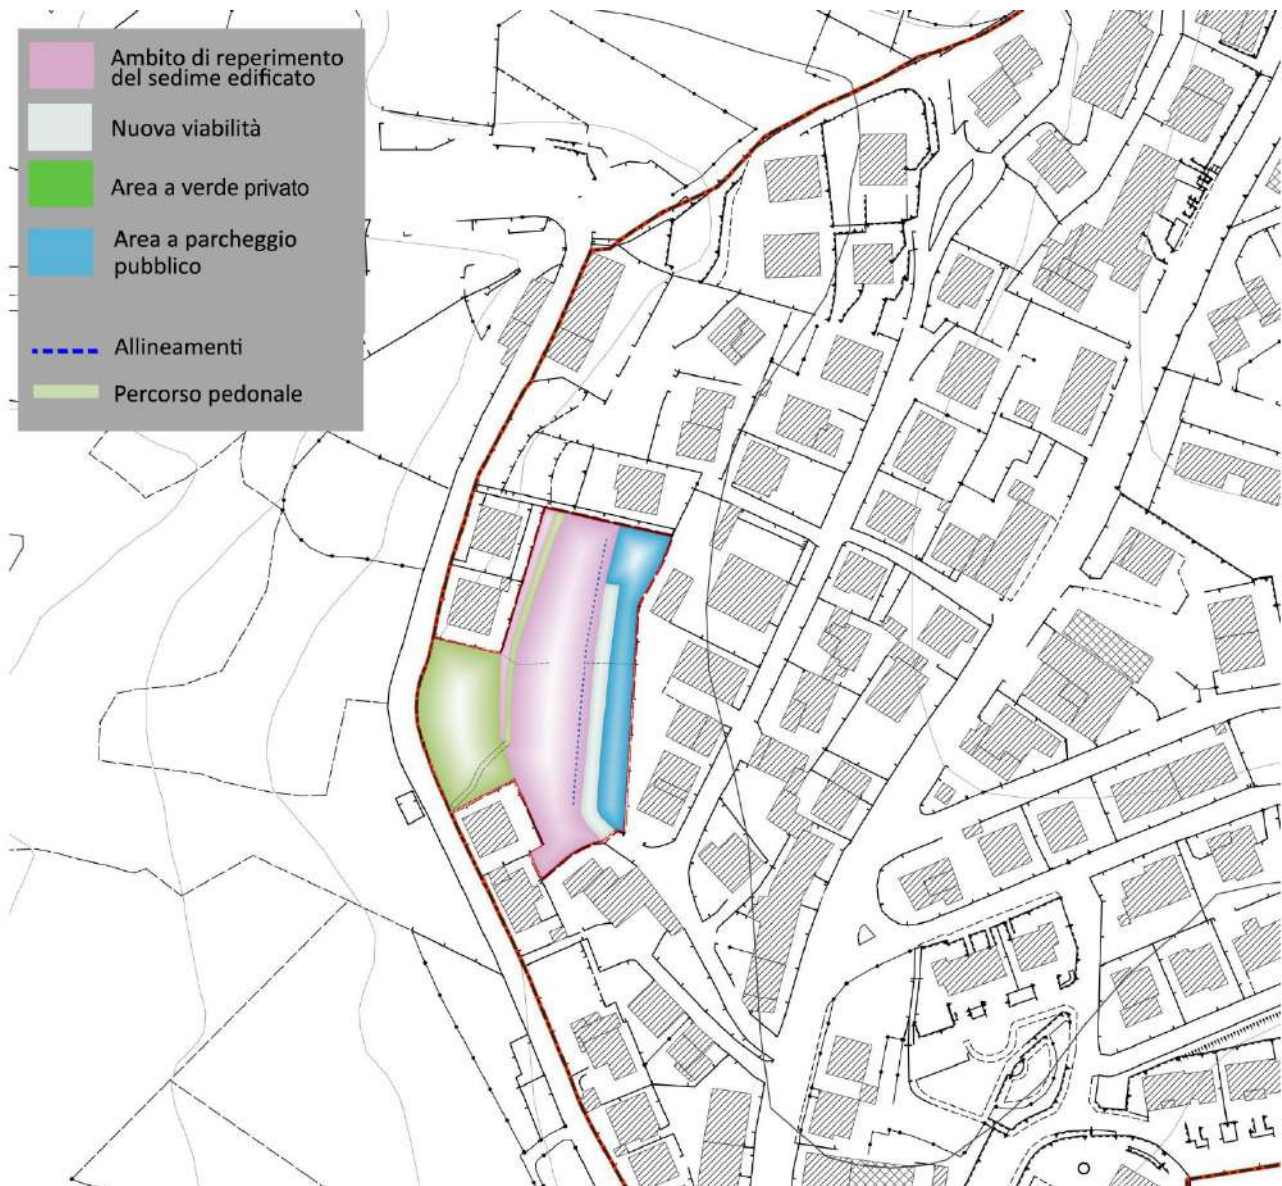 Ambito di reperimento
del sedime edificato
Nuova viabilità
Area a verde privato
Area a parcheggio
pubblico
Allineamenti
Percorso pedonale